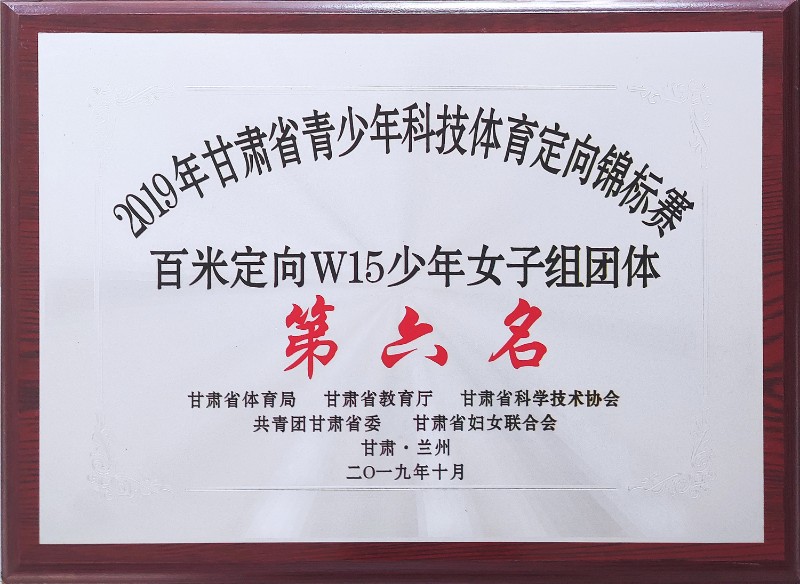 2019年甘肃省青少年科技体育定向锦标赛
百米定向W15少年女子组团体
第六名
甘肃省体育局 甘肃省教育厅 甘肃省科学技术协会
共青团甘肃省委 甘肃省妇女联合会
甘肃·兰州
二〇一九年十月